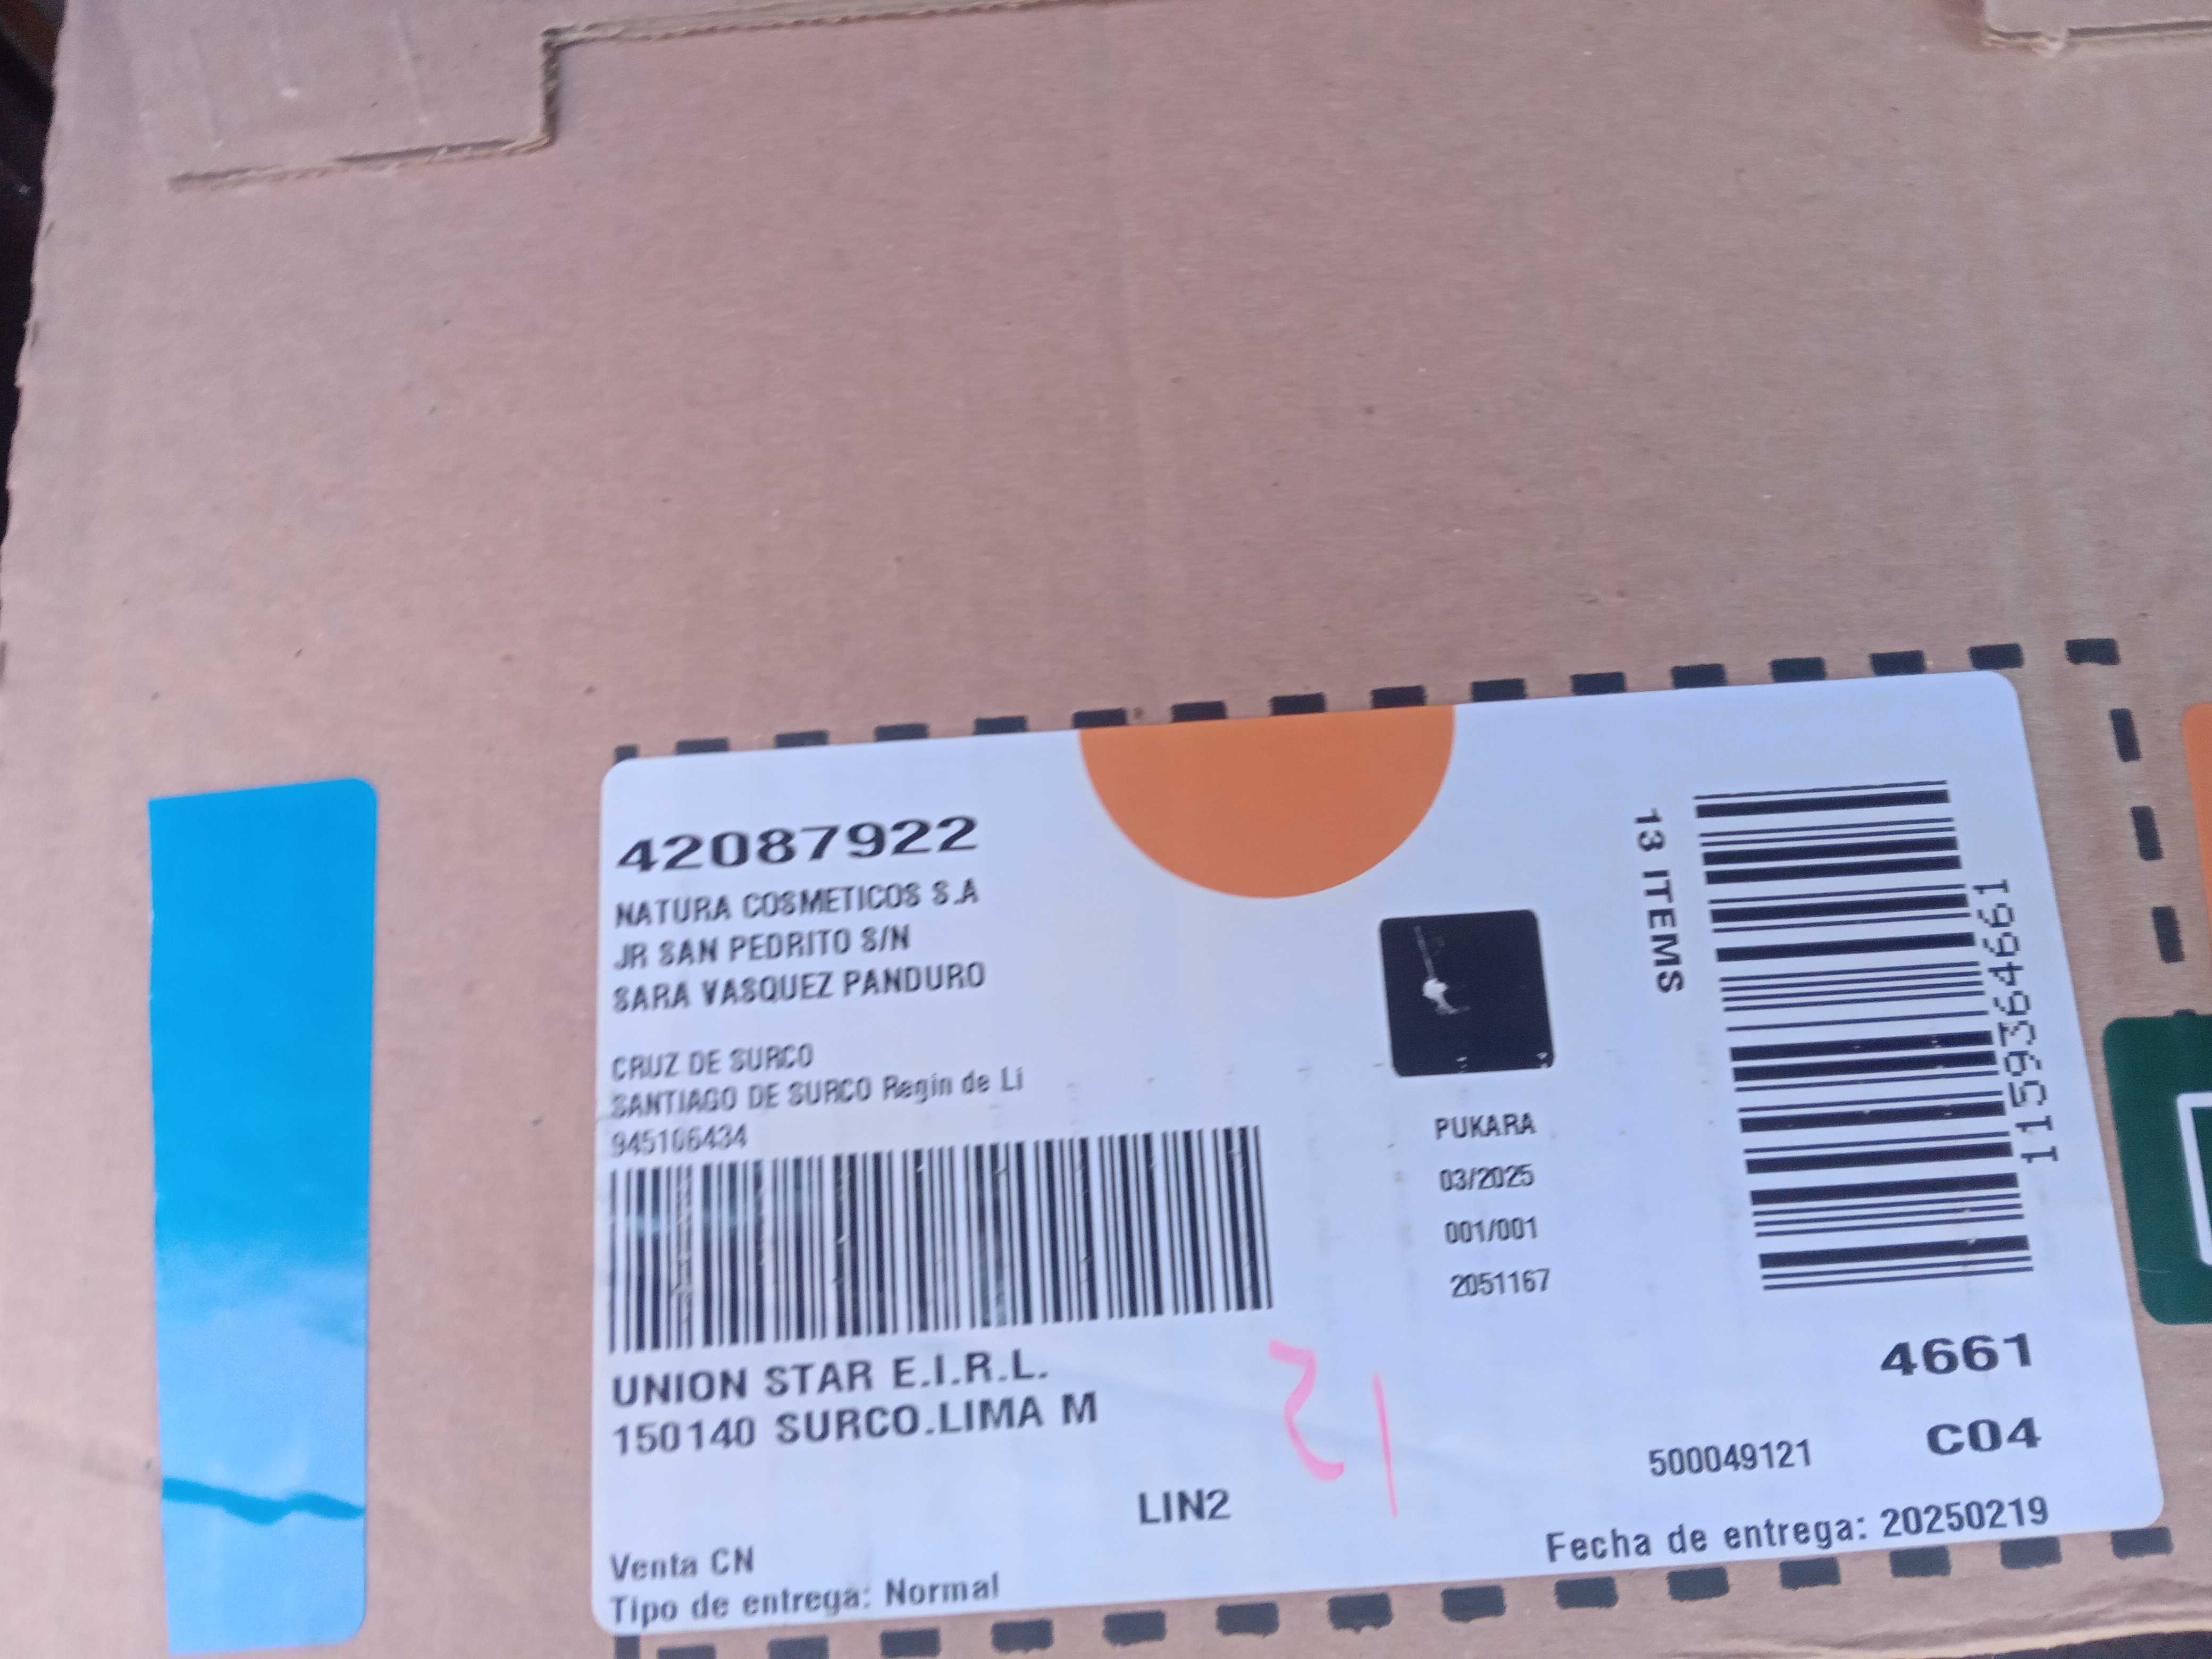 42087922
NATURA COSMETICOS S.A
JR SAN PEDRITO S/N
SARA VASQUEZ PANDURO
CRUZ DE SURCO
SANTIAGO DE SURCO Regin de Li
945106434
UNION STAR E.I.R.L.
150140 SURCO.LIMA M
LIN2
Venta CN
Tipo de entrega: Normal
PUKARA
03/2025
001/001
2051167
13 ITEMS
1159364661
4661
C04
500049121
Fecha de entrega: 20250219